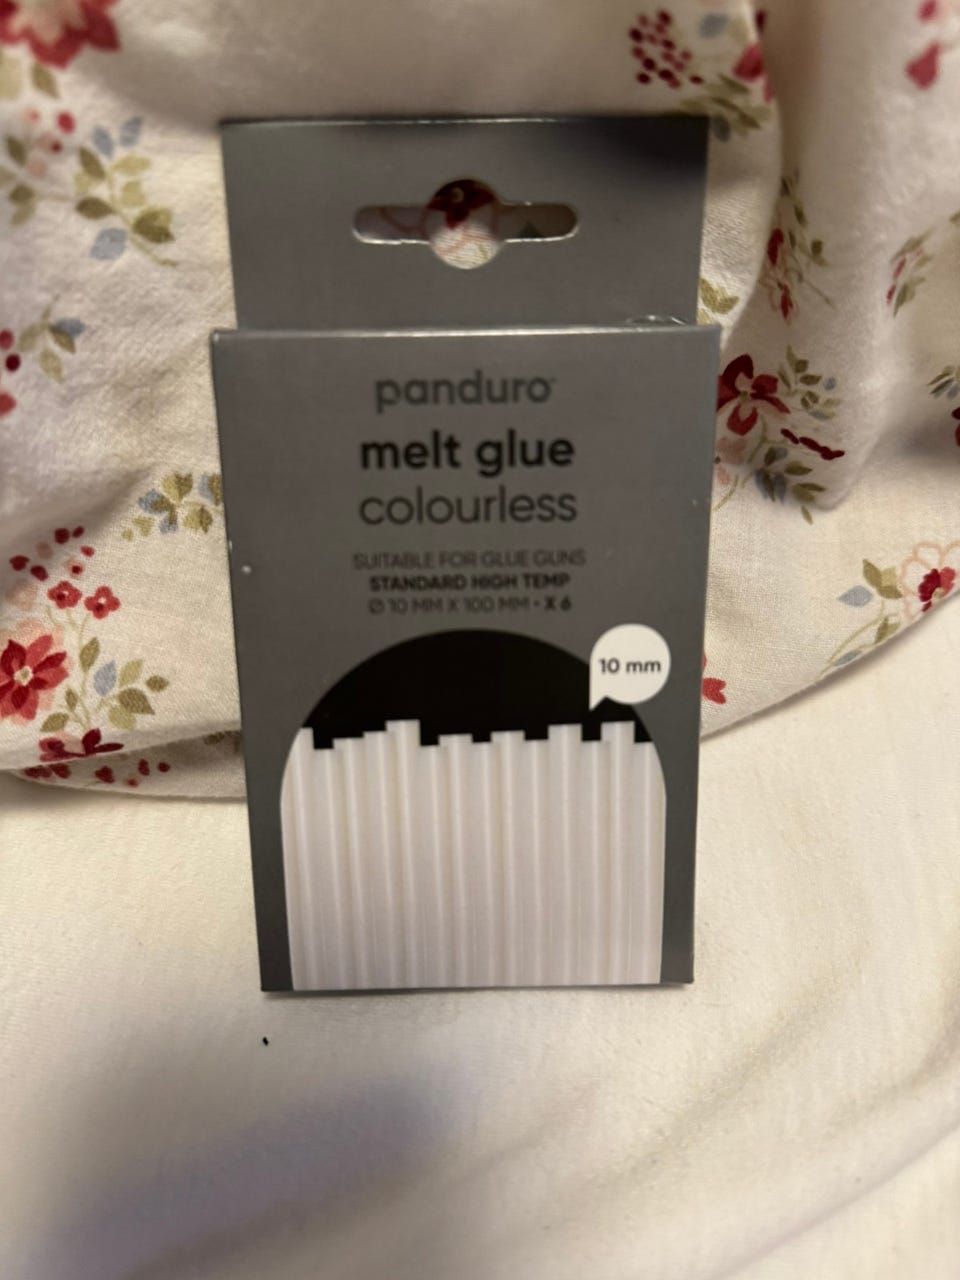 panduro
melt glue
colourless
SUITABLE FOR GLUE GUNS
STANDARD HIGH TEMP
Ø 10 MM X 100 MM - X 6
10 mm